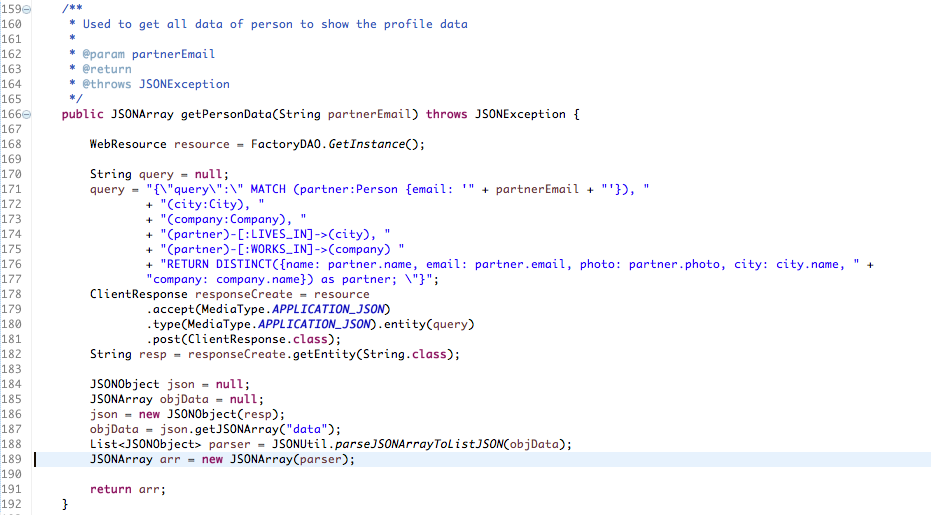 159 /**
160 * Used to get all data of person to show the profile data
161 *
162 * @param partnerEmail
163 * @return
164 * @throws JSONException
165 */
166 public JSONArray getPersonData(String partnerEmail) throws JSONException {
167
168 WebResource resource = FactoryDAO.GetInstance();
169
170 String query = null;
171 query = "{\"query\":\" MATCH (partner:Person {email: '" + partnerEmail + "'}), "
172 + "(city:City), "
173 + "(company:Company), "
174 + "(partner)-[:LIVES_IN]->(city), "
175 + "(partner)-[:WORKS_IN]->(company) "
176 + "RETURN DISTINCT({name: partner.name, email: partner.email, photo: partner.photo, city: city.name, " +
177 "company: company.name}) as partner; \"}";
178 ClientResponse responseCreate = resource
179 .accept(MediaType.APPLICATION_JSON)
180 .type(MediaType.APPLICATION_JSON).entity(query)
181 .post(ClientResponse.class);
182 String resp = responseCreate.getEntity(String.class);
183
184 JSONObject json = null;
185 JSONArray objData = null;
186 json = new JSONObject(resp);
187 objData = json.getJSONArray("data");
188 List<JSONObject> parser = JSONUtil.parseJSONArrayToListJSON(objData);
189 JSONArray arr = new JSONArray(parser);
190
191 return arr;
192 }